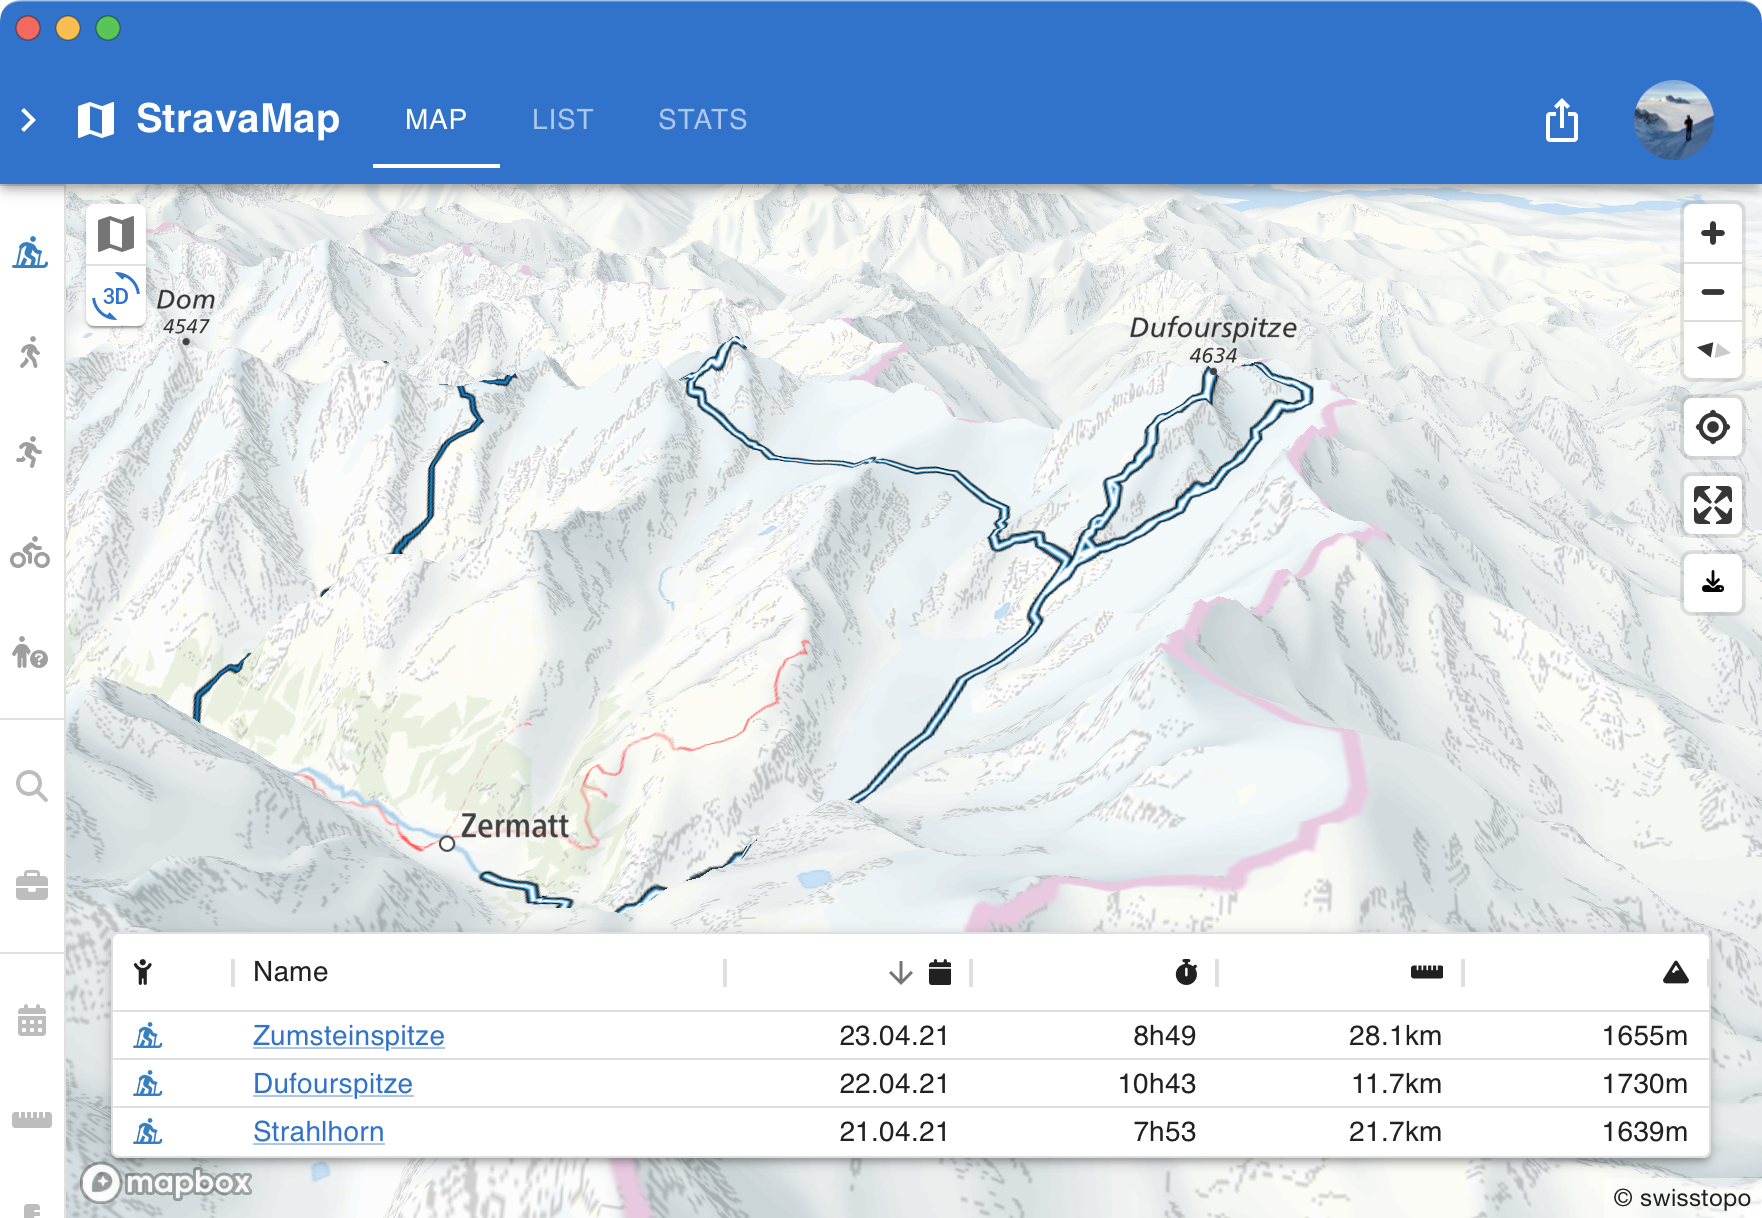 StravaMap MAP LIST STATS
3D
Dom
4547
Dufourspitze
4634
Zermatt
Name
Zumsteinspitze 23.04.21 8h49 28.1km 1655m
Dufourspitze 22.04.21 10h43 11.7km 1730m
Strahlhorn 21.04.21 7h53 21.7km 1639m
mapbox
© swisstopo